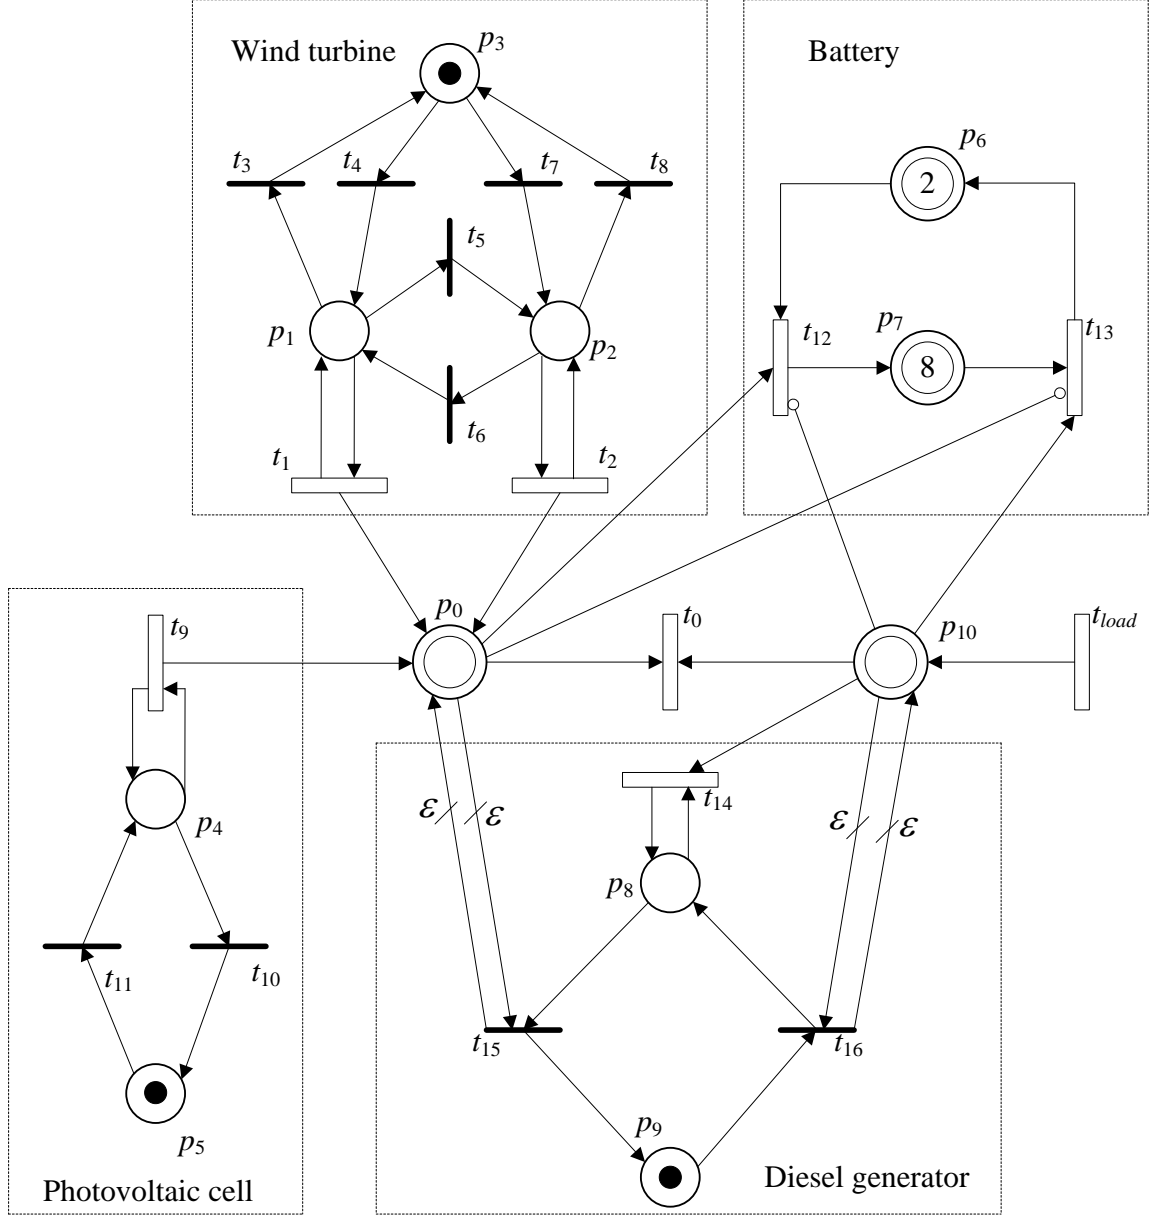 Wind turbine
p3
Battery
t3
t4
t7
t8
p6
2
t5
p1
p2
t12
p7
t13
8
t6
t1
t2
p0
t9
t0
p10
tload
p4
ε
ε
t14
ε
ε
p8
t11
t10
t15
t16
p5
p9
Photovoltaic cell
Diesel generator